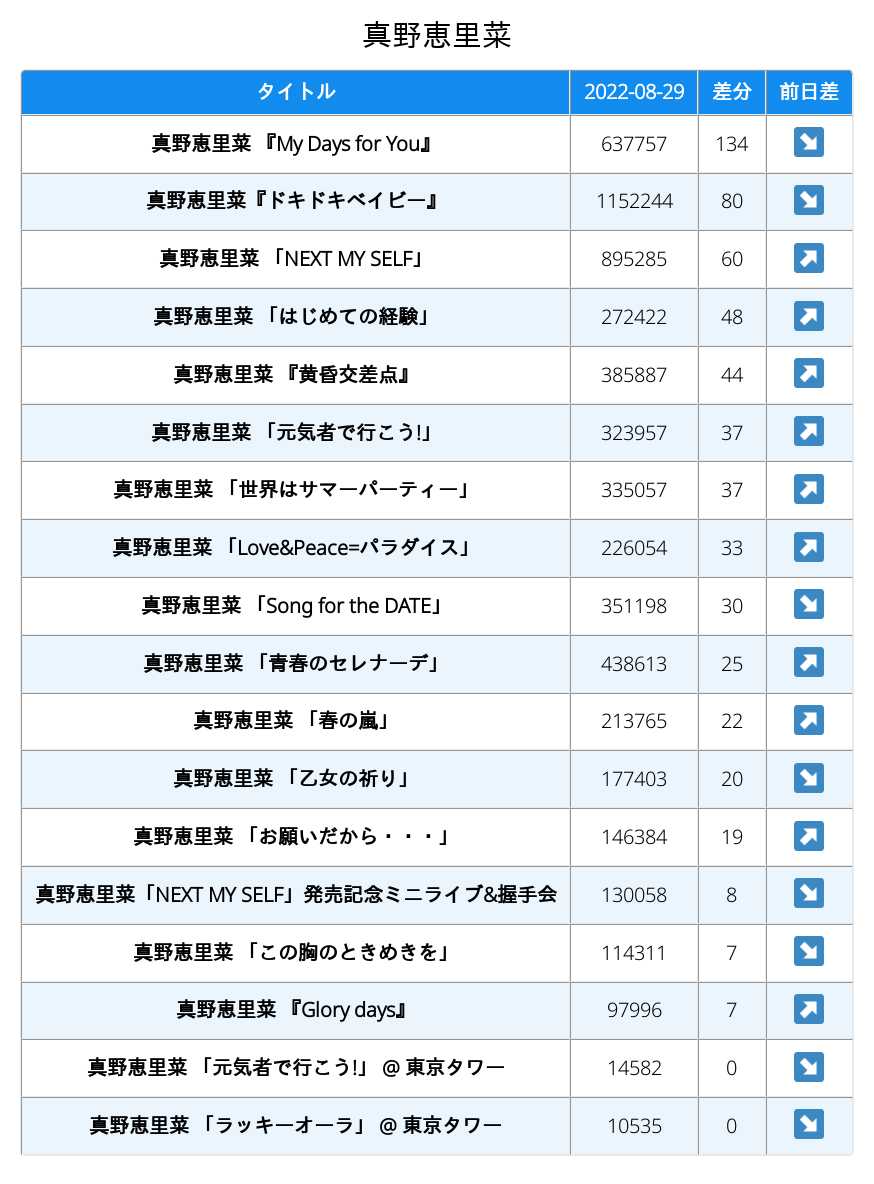 真野恵里菜
タイトル 2022-08-29 差分 前日差
真野恵里菜 『My Days for You』 637757 134 ↘
真野恵里菜『ドキドキベイビー』 1152244 80 ↘
真野恵里菜 「NEXT MY SELF」 895285 60 ↗
真野恵里菜 「はじめての経験」 272422 48 ↗
真野恵里菜 『黄昏交差点』 385887 44 ↗
真野恵里菜 「元気者で行こう!」 323957 37 ↗
真野恵里菜 「世界はサマーパーティー」 335057 37 ↗
真野恵里菜 「Love&Peace=パラダイス」 226054 33 ↗
真野恵里菜 「Song for the DATE」 351198 30 ↘
真野恵里菜 「青春のセレナーデ」 438613 25 ↗
真野恵里菜 「春の嵐」 213765 22 ↗
真野恵里菜 「乙女の祈り」 177403 20 ↘
真野恵里菜 「お願いだから・・・」 146384 19 ↗
真野恵里菜「NEXT MY SELF」発売記念ミニライブ&握手会 130058 8 ↘
真野恵里菜 「この胸のときめきを」 114311 7 ↘
真野恵里菜 『Glory days』 97996 7 ↗
真野恵里菜 「元気者で行こう!」 @ 東京タワー 14582 0 ↘
真野恵里菜 「ラッキーオーラ」 @ 東京タワー 10535 0 ↘